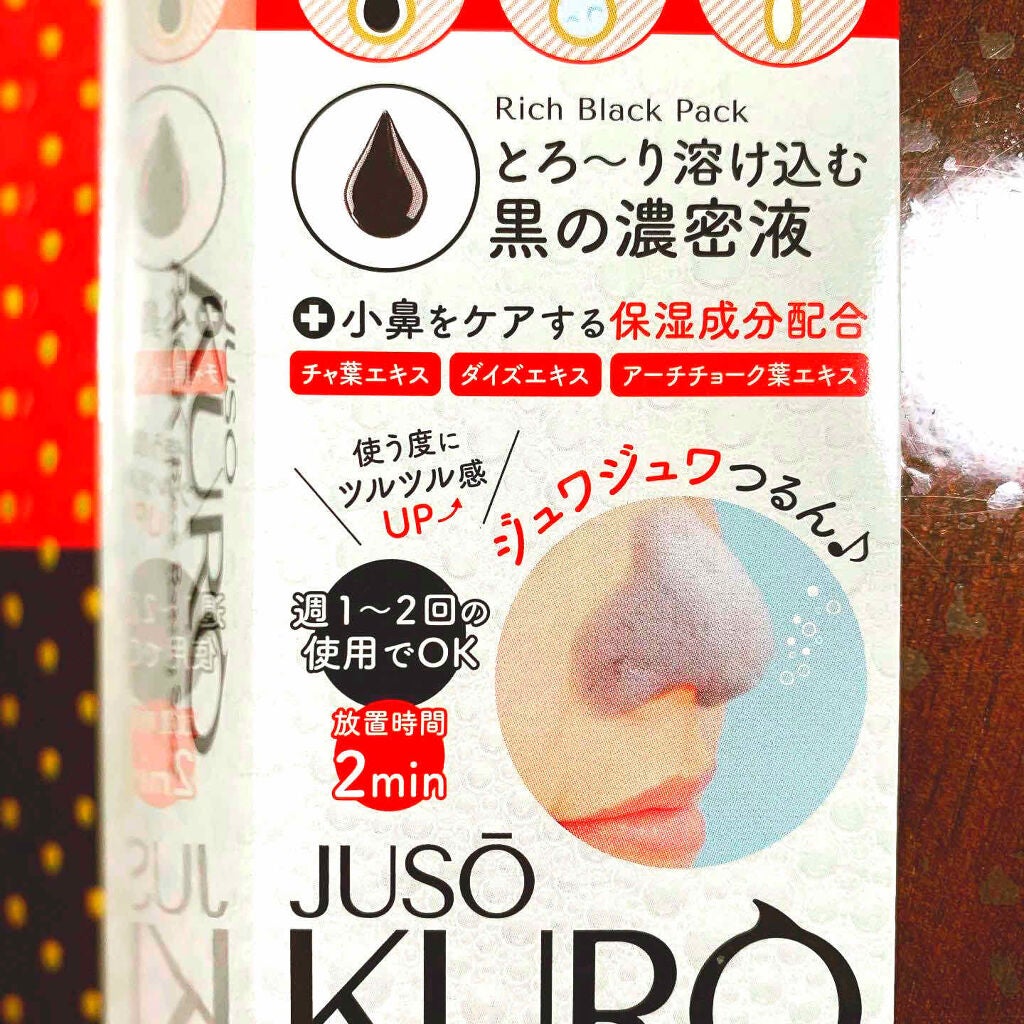 Rich Black Pack
とろ〜り溶け込む
黒の濃密液
小鼻をケアする保湿成分配合
チャ葉エキス ダイズエキス アーチチョーク葉エキス
使う度に
ツルツル感
UP
ジュワジュワつるん♪
週1〜2回の
使用でOK
放置時間
2min
JUSŌ
KURO